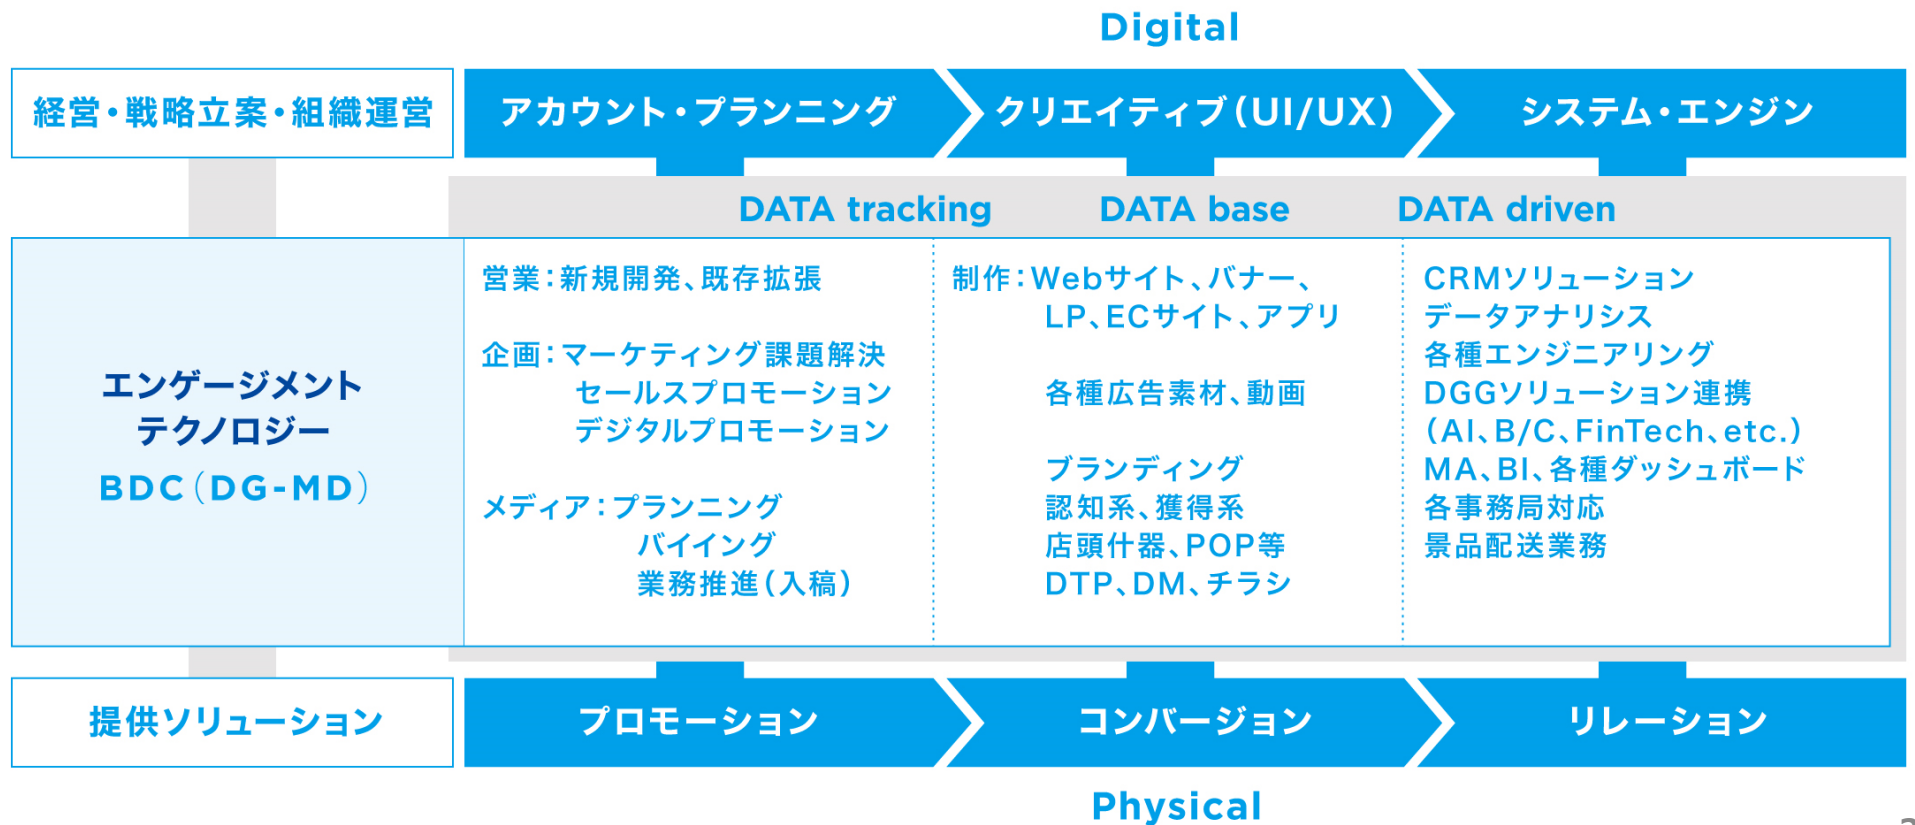 Digital
経営・戦略立案・組織運営
アカウント・プランニング
クリエイティブ(UI/UX)
システム・エンジン
DATA tracking
DATA base
DATA driven
エンゲージメント
テクノロジー
BDC(DG-MD)
営業:新規開発、既存拡張
企画:マーケティング課題解決
セールスプロモーション
デジタルプロモーション
メディア:プランニング
バイイング
業務推進(入稿)
制作:Webサイト、バナー、
LP、ECサイト、アプリ
各種広告素材、動画
ブランディング
認知系、獲得系
店頭什器、POP等
DTP、DM、チラシ
CRMソリューション
データアナリシス
各種エンジニアリング
DGGソリューション連携
(AI、B/C、FinTech、etc.)
MA、BI、各種ダッシュボード
各事務局対応
景品配送業務
提供ソリューション
プロモーション
コンバージョン
リレーション
Physical